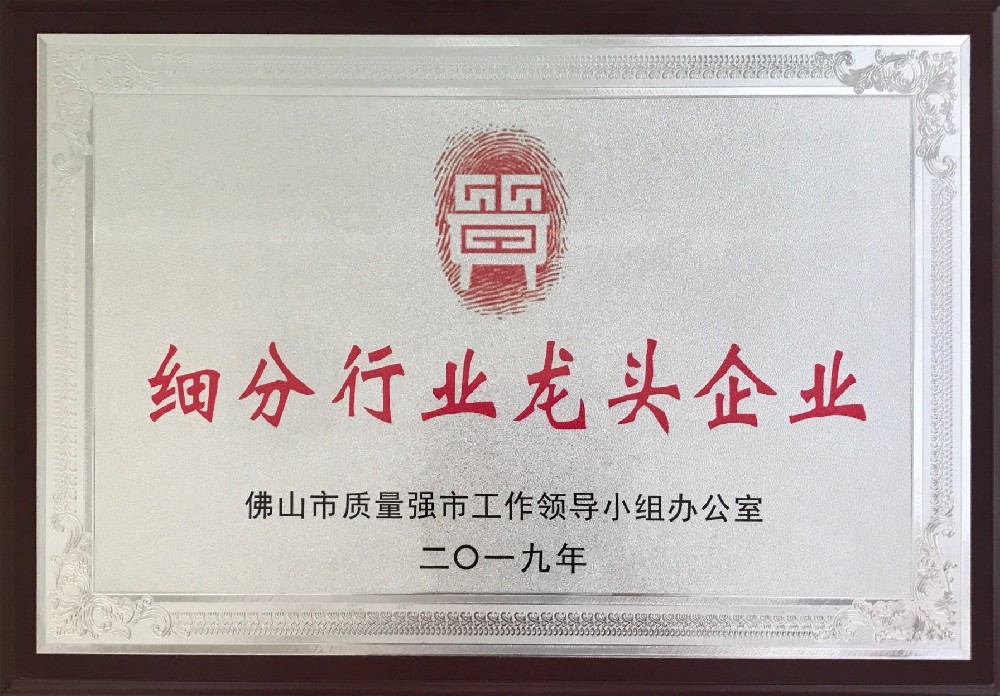 细分行业龙头企业
佛山市质量强市工作领导小组办公室
二〇一九年